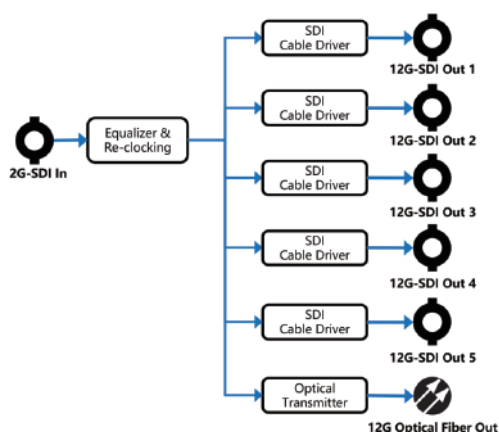 SDI
Cable Driver
12G-SDI Out 1
SDI
Cable Driver
12G-SDI Out 2
Equalizer &
Re-clocking
2G-SDI In
SDI
Cable Driver
12G-SDI Out 3
SDI
Cable Driver
12G-SDI Out 4
SDI
Cable Driver
12G-SDI Out 5
Optical
Transmitter
12G Optical Fiber Out